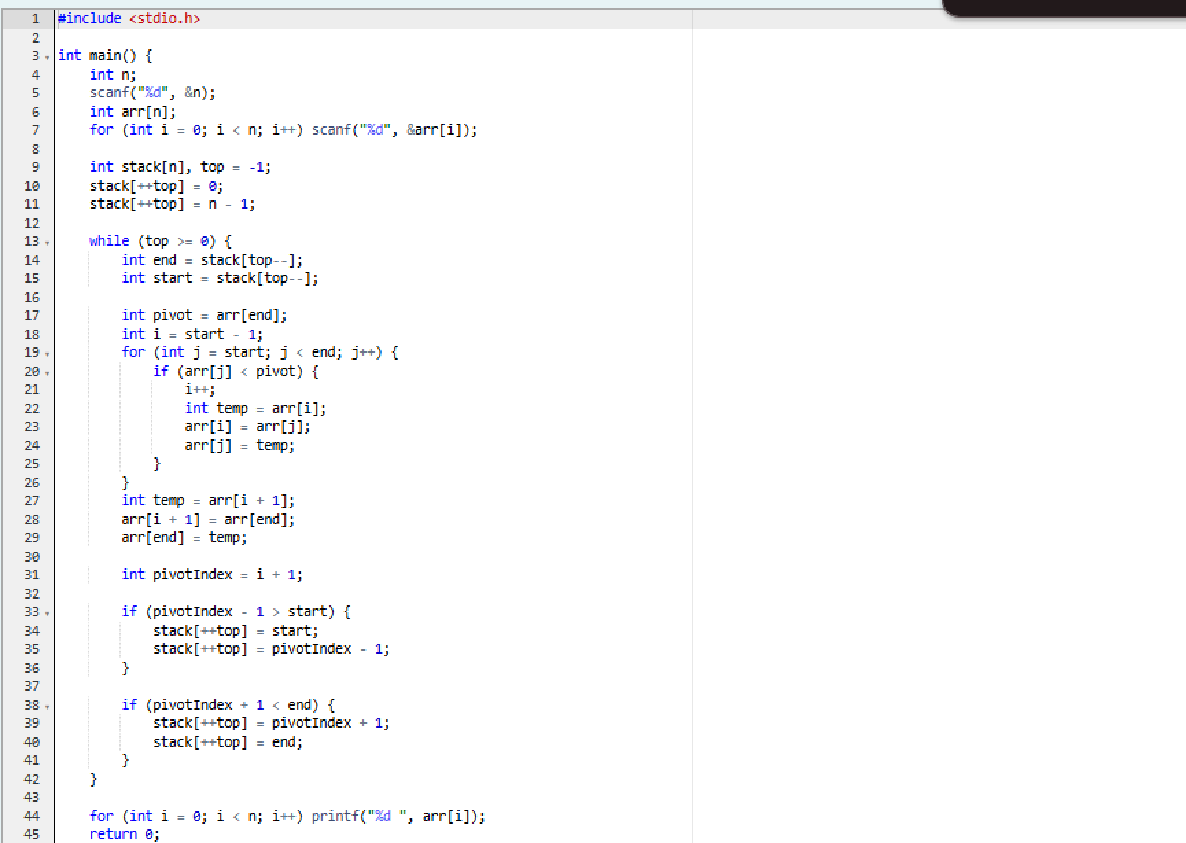 1 #include <stdio.h>
2
3 int main() {
4 int n;
5 scanf("%d", &n);
6 int arr[n];
7 for (int i = 0; i < n; i++) scanf("%d", &arr[i]);
8
9 int stack[n], top = -1;
10 stack[++top] = 0;
11 stack[++top] = n - 1;
12
13 while (top >= 0) {
14 int end = stack[top--];
15 int start = stack[top--];
16
17 int pivot = arr[end];
18 int i = start - 1;
19 for (int j = start; j < end; j++) {
20 if (arr[j] < pivot) {
21 i++;
22 int temp = arr[i];
23 arr[i] = arr[j];
24 arr[j] = temp;
25 }
26 }
27 int temp = arr[i + 1];
28 arr[i + 1] = arr[end];
29 arr[end] = temp;
30
31 int pivotIndex = i + 1;
32
33 if (pivotIndex - 1 > start) {
34 stack[++top] = start;
35 stack[++top] = pivotIndex - 1;
36 }
37
38 if (pivotIndex + 1 < end) {
39 stack[++top] = pivotIndex + 1;
40 stack[++top] = end;
41 }
42 }
43
44 for (int i = 0; i < n; i++) printf("%d ", arr[i]);
45 return 0;